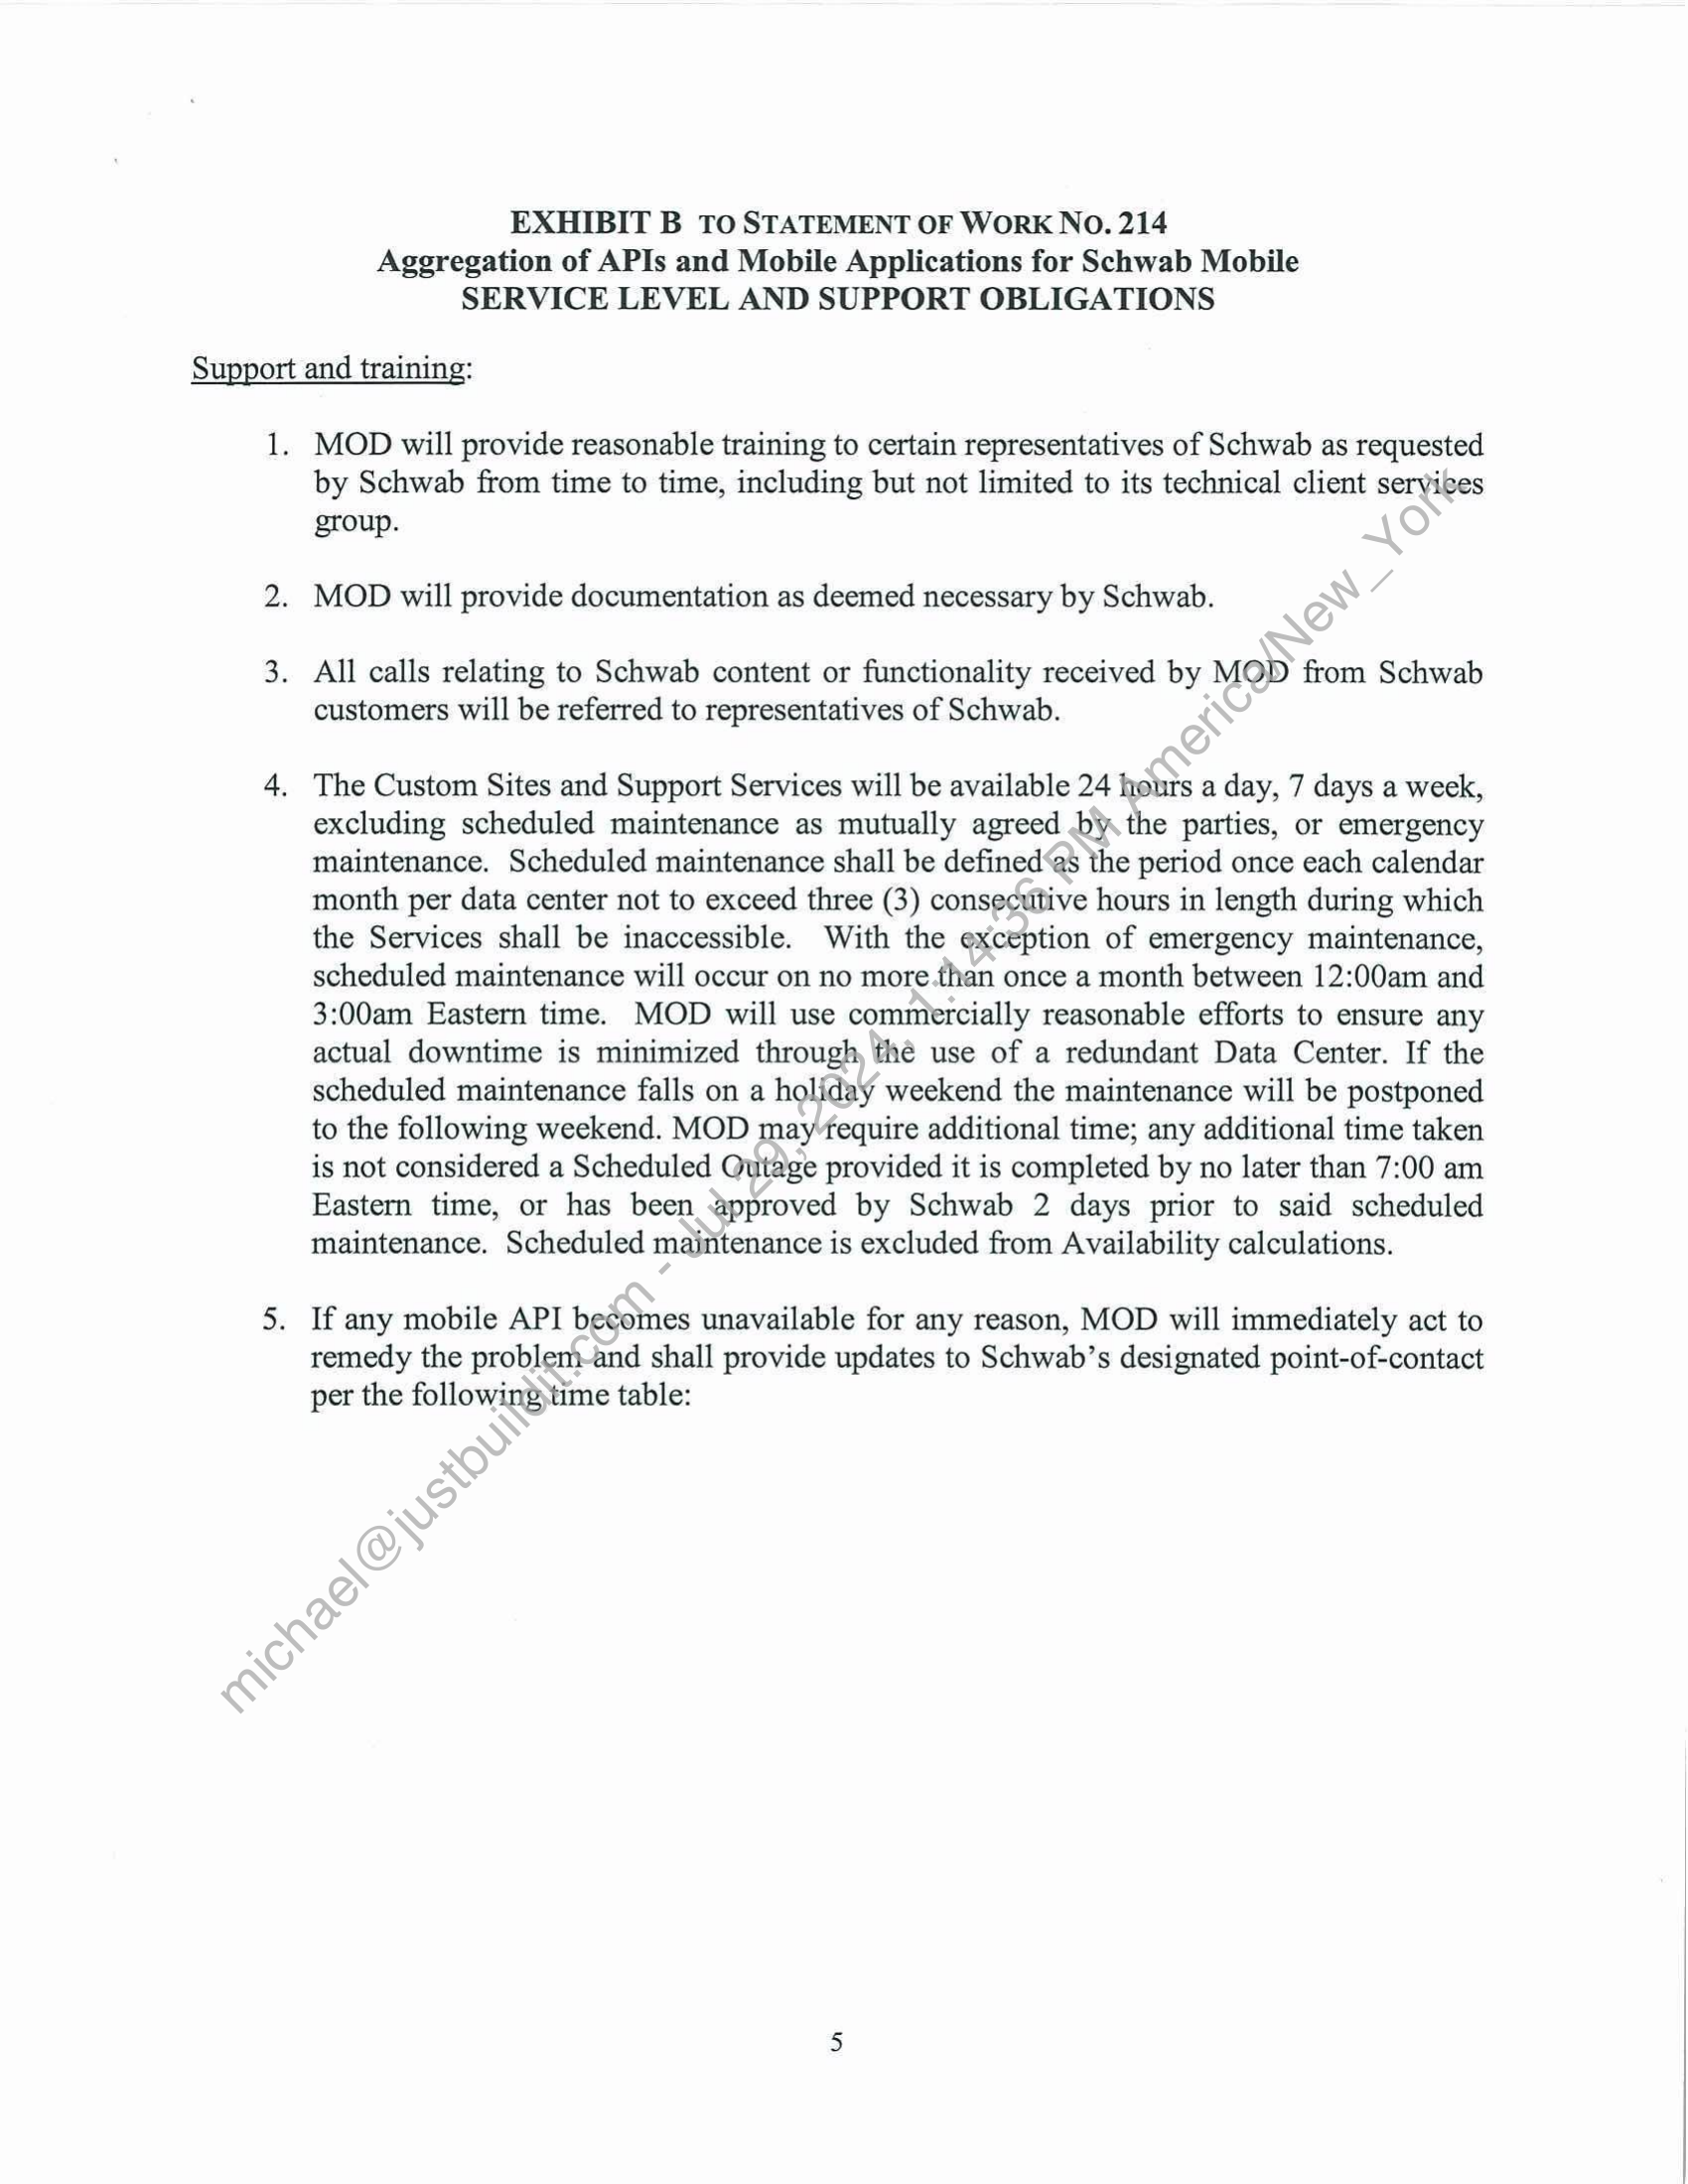 EXHIBIT B TO STATEMENT OF WORK NO. 214
Aggregation of APIs and Mobile Applications for Schwab Mobile
SERVICE LEVEL AND SUPPORT OBLIGATIONS
Support and training:
1. MOD will provide reasonable training to certain representatives of Schwab as requested
by Schwab from time to time, including but not limited to its technical client services
group.
2. MOD will provide documentation as deemed necessary by Schwab.
3. All calls relating to Schwab content or functionality received by MOD from Schwab
customers will be referred to representatives of Schwab.
4. The Custom Sites and Support Services will be available 24 hours a day, 7 days a week,
excluding scheduled maintenance as mutually agreed by the parties, or emergency
maintenance. Scheduled maintenance shall be defined as the period once each calendar
month per data center not to exceed three (3) consecutive hours in length during which
the Services shall be inaccessible. With the exception of emergency maintenance,
scheduled maintenance will occur on no more than once a month between 12:00am and
3:00am Eastern time. MOD will use commercially reasonable efforts to ensure any
actual downtime is minimized through the use of a redundant Data Center. If the
scheduled maintenance falls on a holiday weekend the maintenance will be postponed
to the following weekend. MOD may require additional time; any additional time taken
is not considered a Scheduled Outage provided it is completed by no later than 7:00 am
Eastern time, or has been approved by Schwab 2 days prior to said scheduled
maintenance. Scheduled maintenance is excluded from Availability calculations.
5. If any mobile API becomes unavailable for any reason, MOD will immediately act to
remedy the problem and shall provide updates to Schwab's designated point-of-contact
per the following time table:
michael@justbuildit.com - Jul 29, 2024, 1:14:36 PM America/New_York
5